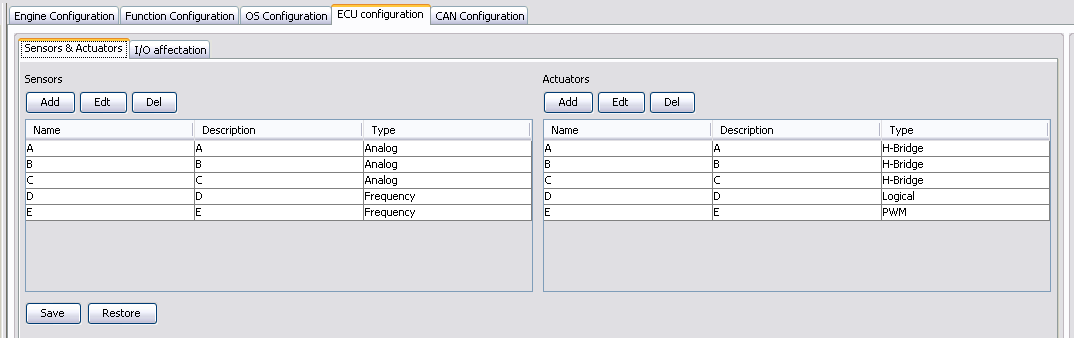 Engine Configuration Function Configuration OS Configuration ECU configuration CAN Configuration
Sensors & Actuators I/O affectation
Sensors Actuators
Add Edt Del Add Edt Del
Name Description Type Name Description Type
A A Analog A A H-Bridge
B B Analog B B H-Bridge
C C Analog C C H-Bridge
D D Frequency D D Logical
E E Frequency E E PWM
Save Restore